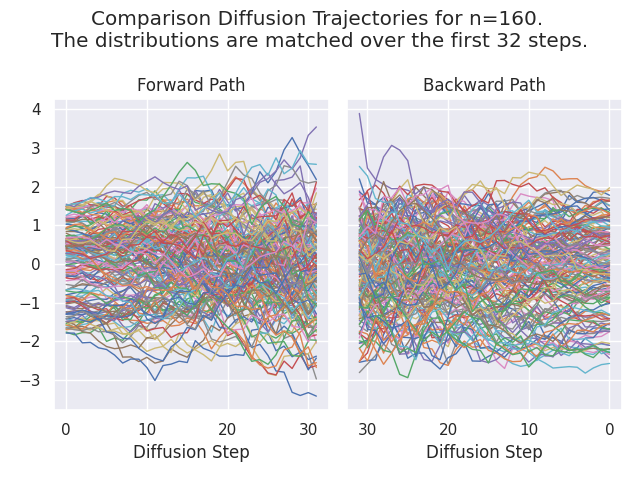 Comparison Diffusion Trajectories for n=160.
The distributions are matched over the first 32 steps.
Forward Path
Backward Path
4
3
2
1
0
−1
−2
−3
0 10 20 30
30 20 10 0
Diffusion Step
Diffusion Step